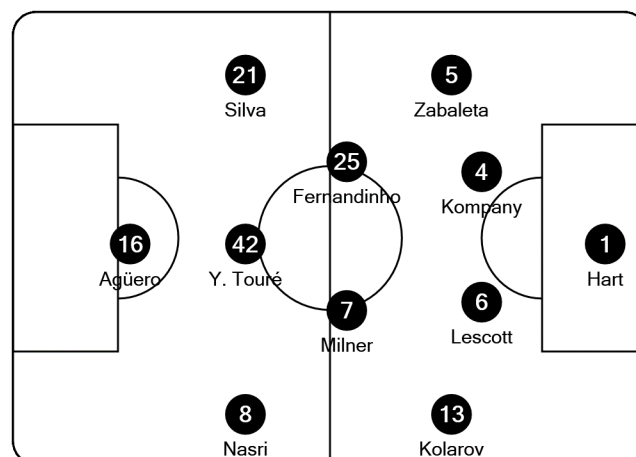 21
Silva
5
Zabaleta
25
Fernandinho
4
Kompany
16
Agüero
42
Y. Touré
1
Hart
7
Milner
6
Lescott
8
Nasri
13
Kolarov